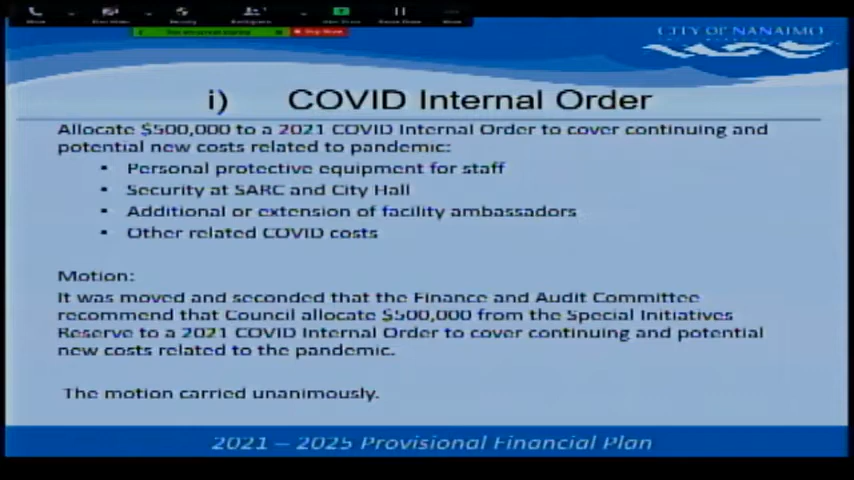 CITY OF NANAIMO
i) COVID Internal Order
Allocate $500,000 to a 2021 COVID Internal Order to cover continuing and
potential new costs related to pandemic:
• Personal protective equipment for staff
• Security at SARC and City Hall
• Additional or extension of facility ambassadors
• Other related COVID costs
Motion:
It was moved and seconded that the Finance and Audit Committee
recommend that Council allocate $500,000 from the Special Initiatives
Reserve to a 2021 COVID Internal Order to cover continuing and potential
new costs related to the pandemic.
The motion carried unanimously.
2021 – 2025 Provisional Financial Plan